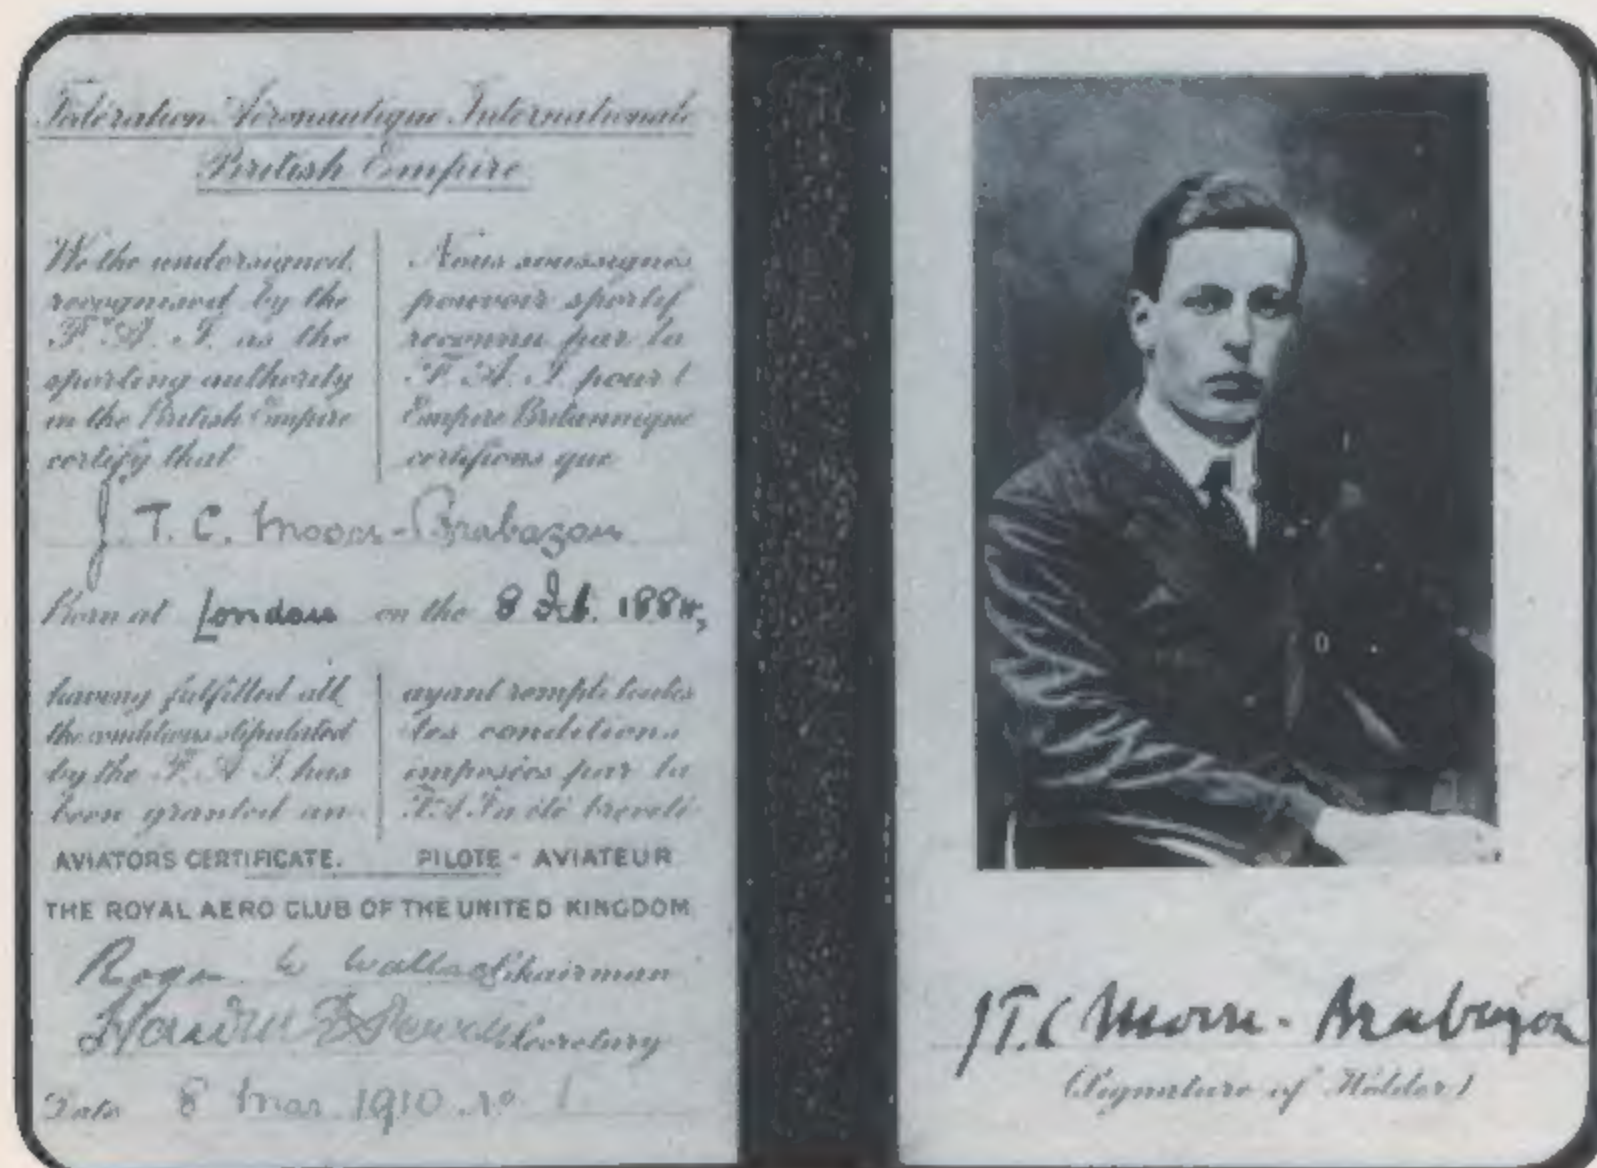 Fédération Aéronautique Internationale
British Empire
We the undersigned
recognised by the
F. A. I. as the
sporting authority
in the British Empire
certify that
Nous soussignés
pouvoir sportif
reconnu par la
F. A. I. pour l
Empire Britannique
certifions que
J. T. C. Moore-Brabazon
Born at London on the 8 Feb. 1884,
having fulfilled all
the conditions stipulated
by the F. A. I. has
been granted an
ayant rempli toutes
les conditions
imposées par la
F.A.I. a été breveté
AVIATORS CERTIFICATE. PILOTE - AVIATEUR
THE ROYAL AERO CLUB OF THE UNITED KINGDOM
Roger W Wallace Chairman
Harold E Perrin Secretary
Date 8 Mar 1910 No 1
J T. C Moore-Brabazon
(Signature of Holder)